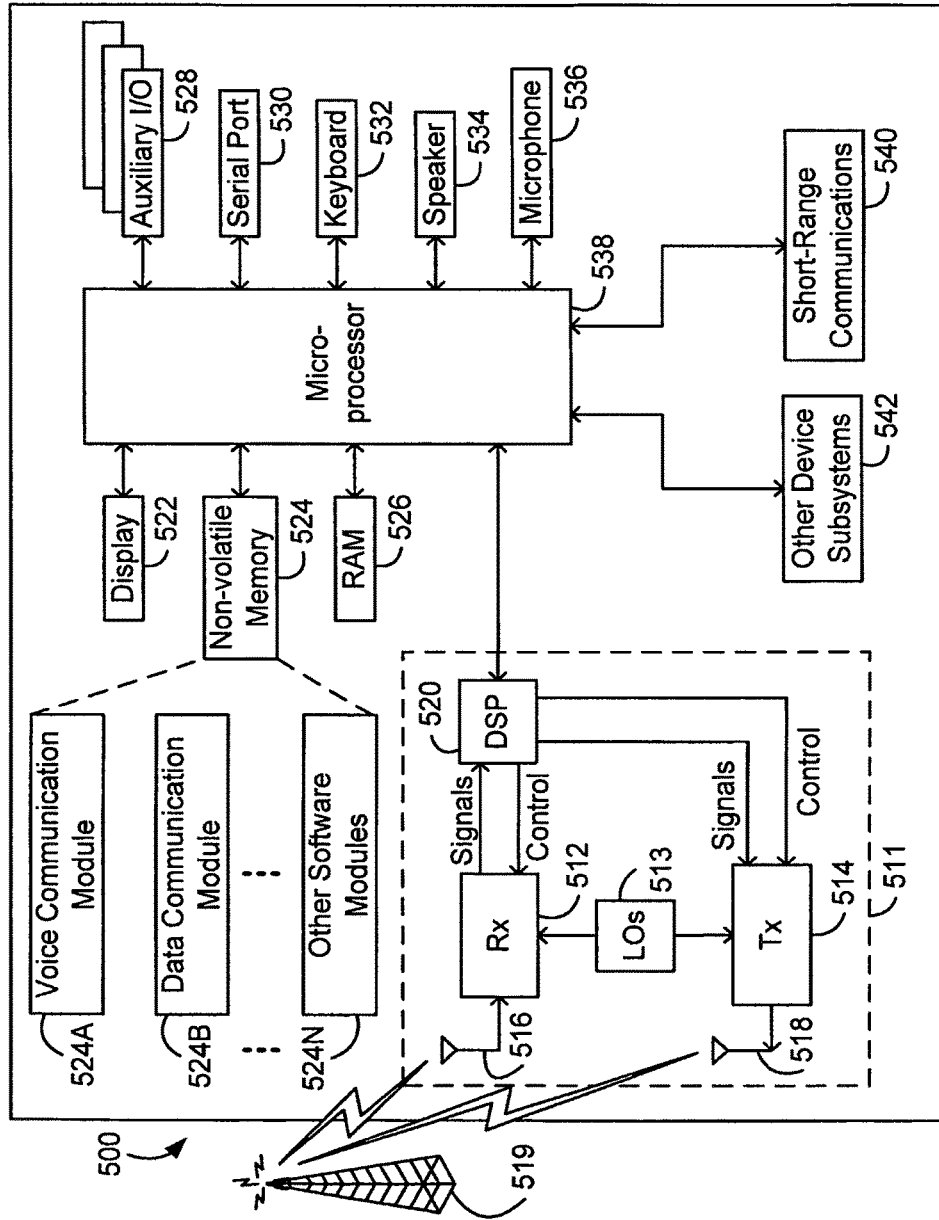 500
519
Voice Communication
Module
524A
Data Communication
Module
524B
Other Software
Modules
524N
Display
522
Non-volatile
Memory
524
RAM
526
Micro-
processor
538
Auxiliary I/O
528
Serial Port
530
Keyboard
532
Speaker
534
Microphone
536
Short-Range
Communications
540
Other Device
Subsystems
542
511
DSP
520
Signals
Control
Rx
512
516
LOs
513
Signals
Control
Tx
514
518